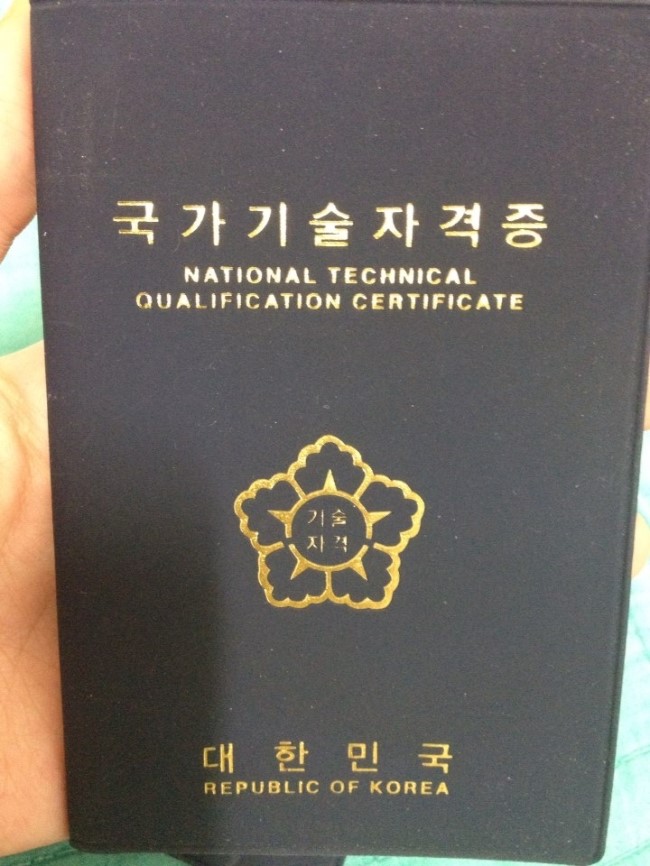 국가기술자격증
NATIONAL TECHNICAL
QUALIFICATION CERTIFICATE
기술
자격
대한민국
REPUBLIC OF KOREA